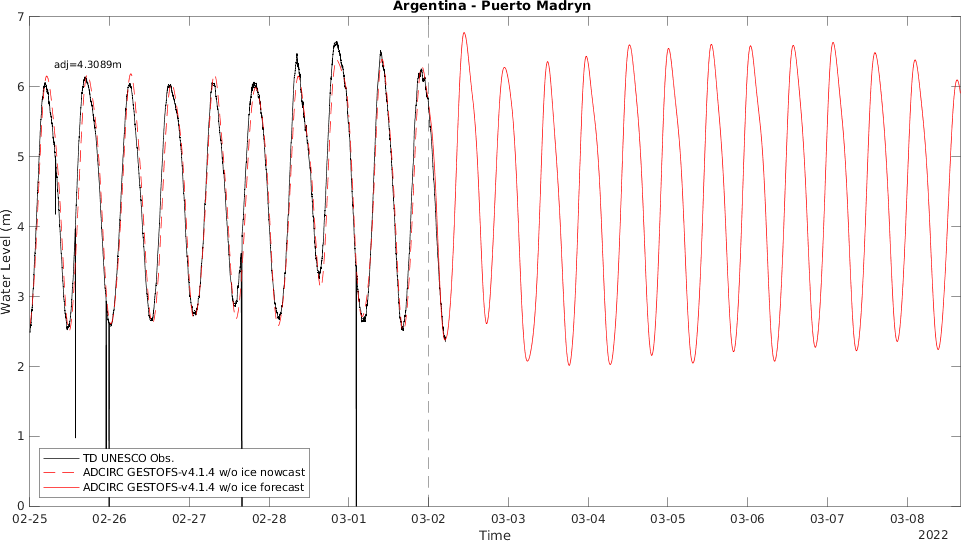 Argentina - Puerto Madryn
adj=4.3089m
Water Level (m)
7
6
5
4
3
2
1
0
TD UNESCO Obs.
ADCIRC GESTOFS-v4.1.4 w/o ice nowcast
ADCIRC GESTOFS-v4.1.4 w/o ice forecast
02-25 02-26 02-27 02-28 03-01 03-02 03-03 03-04 03-05 03-06 03-07 03-08
Time
2022